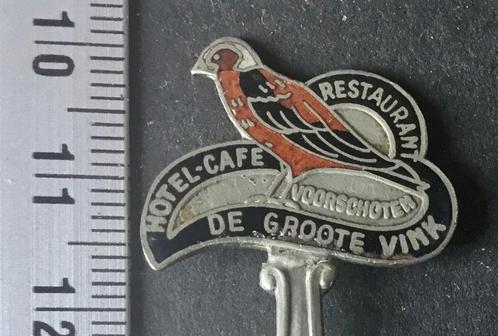 HOTEL-CAFE
RESTAURANT
VOORSCHOTEN
DE GROOTE VINK
10
11
12